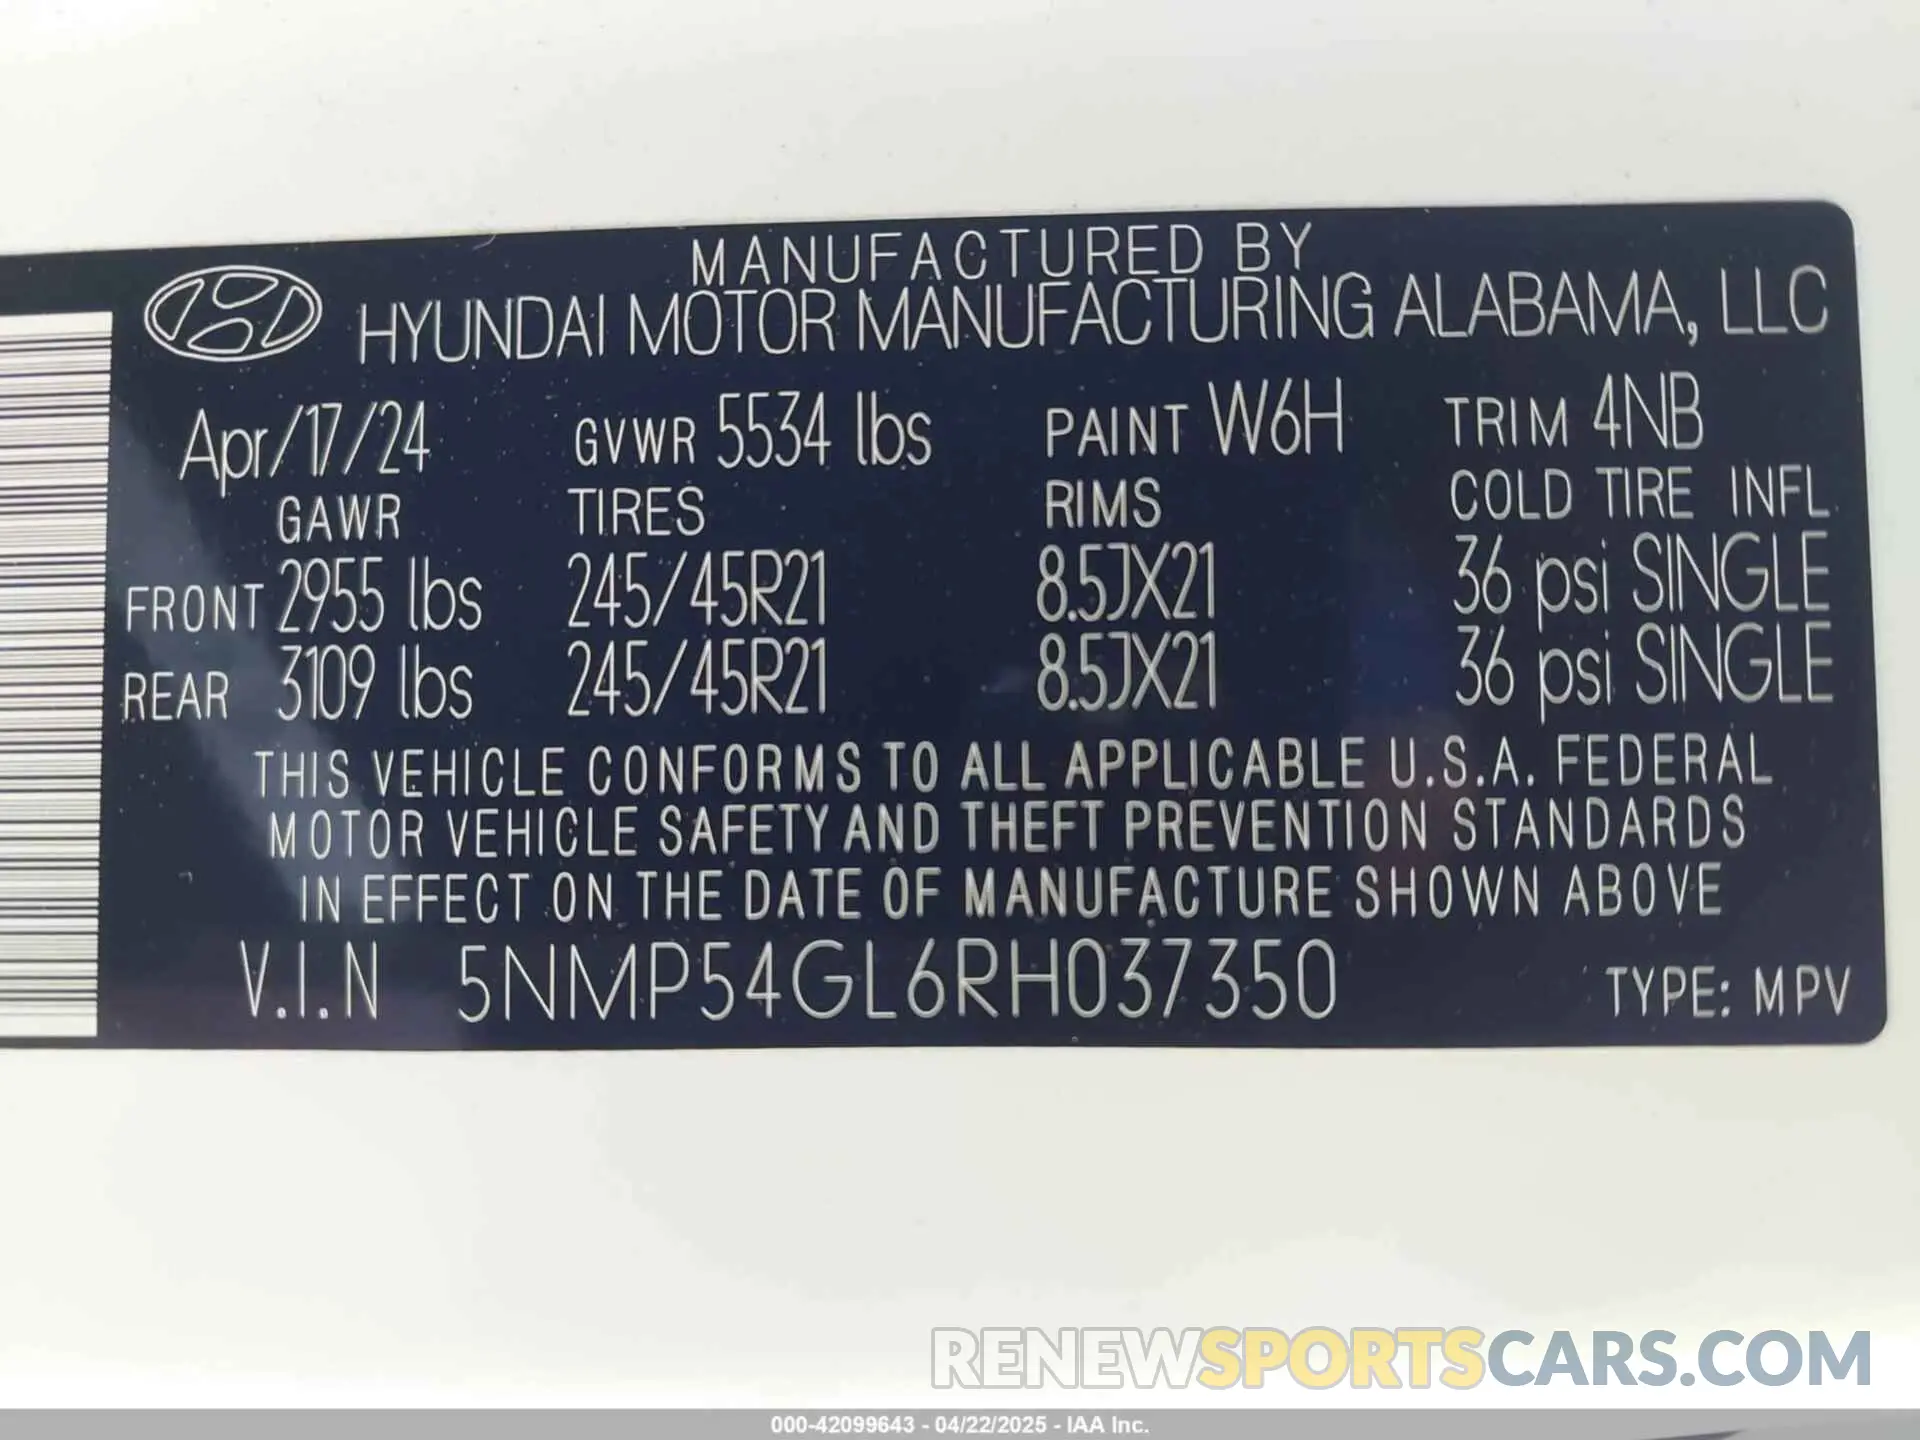 MANUFACTURED BY
HYUNDAI MOTOR MANUFACTURING ALABAMA, LLC
Apr/17/24 GVWR 5534 lbs PAINT W6H TRIM 4NB
GAWR TIRES RIMS COLD TIRE INFL.
FRONT 2955 lbs 245/45R21 8.5JX21 36 psi SINGLE
REAR 3109 lbs 245/45R21 8.5JX21 36 psi SINGLE
THIS VEHICLE CONFORMS TO ALL APPLICABLE U.S.A. FEDERAL
MOTOR VEHICLE SAFETY AND THEFT PREVENTION STANDARDS
IN EFFECT ON THE DATE OF MANUFACTURE SHOWN ABOVE
V.I.N 5NMP54GL6RH037350 TYPE: MPV
RENEWSPORTSCARS.COM
000-42099643 - 04/22/2025 - IAA Inc.